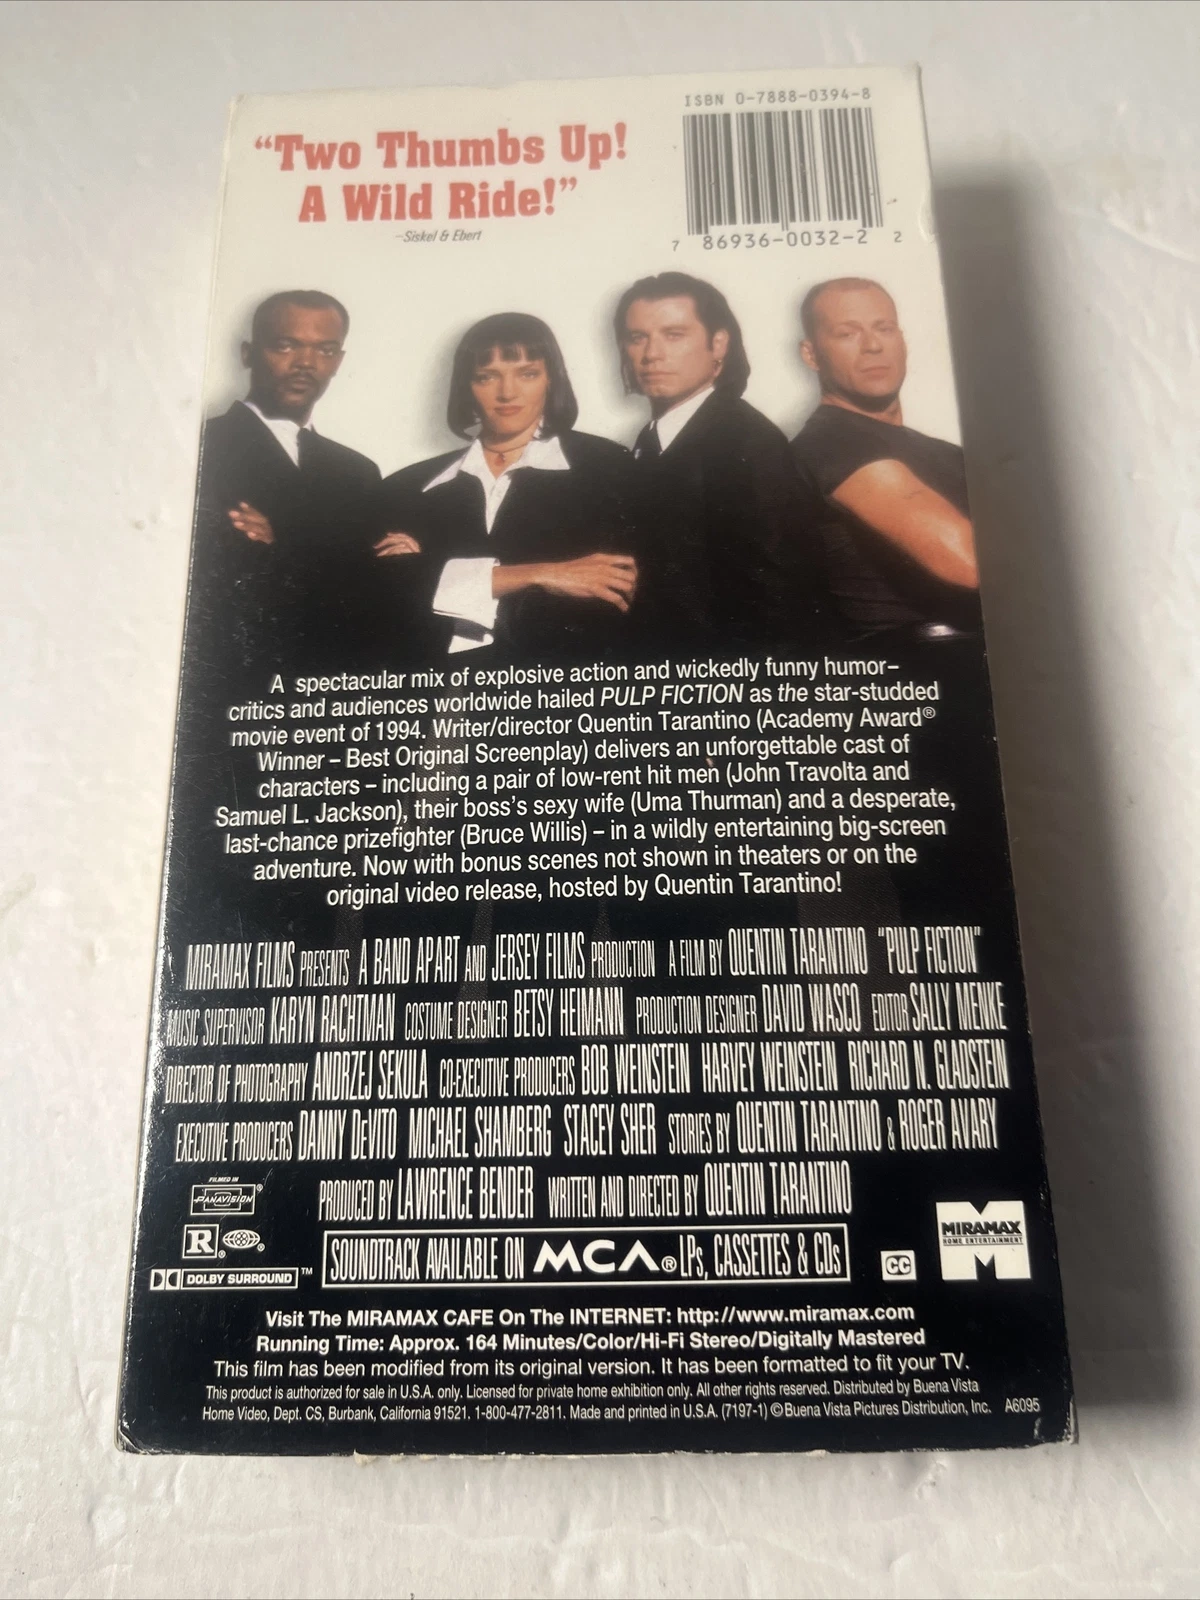 ISBN 0-7888-0394-8
"Two Thumbs Up!
A Wild Ride!"
–Siskel & Ebert
7 86936-0032-2 2
A spectacular mix of explosive action and wickedly funny humor–
critics and audiences worldwide hailed PULP FICTION as the star-studded
movie event of 1994. Writer/director Quentin Tarantino (Academy Award®
Winner – Best Original Screenplay) delivers an unforgettable cast of
characters – including a pair of low-rent hit men (John Travolta and
Samuel L. Jackson), their boss's sexy wife (Uma Thurman) and a desperate,
last-chance prizefighter (Bruce Willis) – in a wildly entertaining big-screen
adventure. Now with bonus scenes not shown in theaters or on the
original video release, hosted by Quentin Tarantino!
MIRAMAX FILMS PRESENTS A BAND APART AND JERSEY FILMS PRODUCTION A FILM BY QUENTIN TARANTINO "PULP FICTION"
MUSIC SUPERVISOR KARYN RACHTMAN COSTUME DESIGNER BETSY HEIMANN PRODUCTION DESIGNER DAVID WASCO EDITOR SALLY MENKE
DIRECTOR OF PHOTOGRAPHY ANDRZEJ SEKULA CO-EXECUTIVE PRODUCERS BOB WEINSTEIN HARVEY WEINSTEIN RICHARD N. GLADSTEIN
EXECUTIVE PRODUCERS DANNY DeVITO MICHAEL SHAMBERG STACEY SHER STORIES BY QUENTIN TARANTINO & ROGER AVARY
PRODUCED BY LAWRENCE BENDER WRITTEN AND DIRECTED BY QUENTIN TARANTINO
FILMED IN
PANAVISION®
R®
DOLBY SURROUND™
SOUNDTRACK AVAILABLE ON MCA® LPs, CASSETTES & CDs
CC
MIRAMAX
HOME ENTERTAINMENT
Visit The MIRAMAX CAFE On The INTERNET: http://www.miramax.com
Running Time: Approx. 164 Minutes/Color/Hi-Fi Stereo/Digitally Mastered
This film has been modified from its original version. It has been formatted to fit your TV.
This product is authorized for sale in U.S.A. only. Licensed for private home exhibition only. All other rights reserved. Distributed by Buena Vista
Home Video, Dept. CS, Burbank, California 91521. 1-800-477-2811. Made and printed in U.S.A. (7197-1) © Buena Vista Pictures Distribution, Inc. A6095